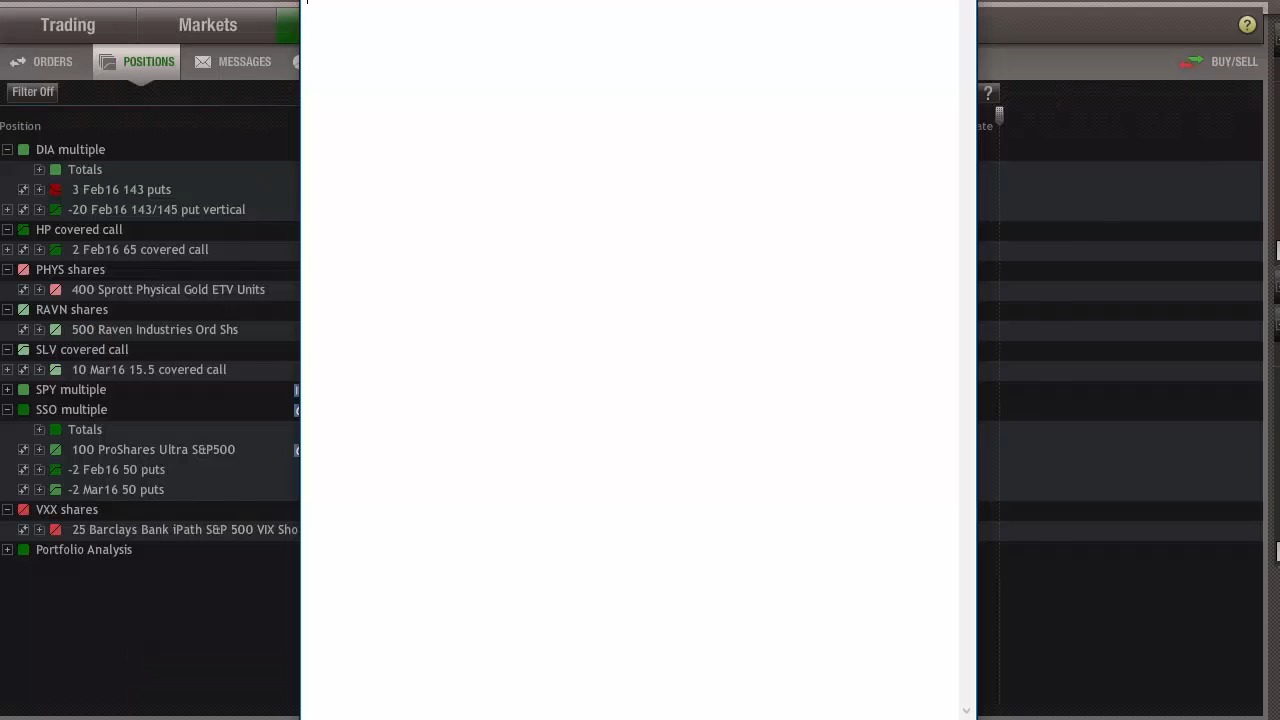 Trading Markets ?
ORDERS POSITIONS MESSAGES BUY/SELL
Filter Off ?
Position ate
DIA multiple
Totals
3 Feb16 143 puts
-20 Feb16 143/145 put vertical
HP covered call
2 Feb16 65 covered call
PHYS shares
400 Sprott Physical Gold ETV Units
RAVN shares
500 Raven Industries Ord Shs
SLV covered call
10 Mar16 15.5 covered call
SPY multiple
SSO multiple
Totals
100 ProShares Ultra S&P500
-2 Feb16 50 puts
-2 Mar16 50 puts
VXX shares
25 Barclays Bank iPath S&P 500 VIX Sho
Portfolio Analysis